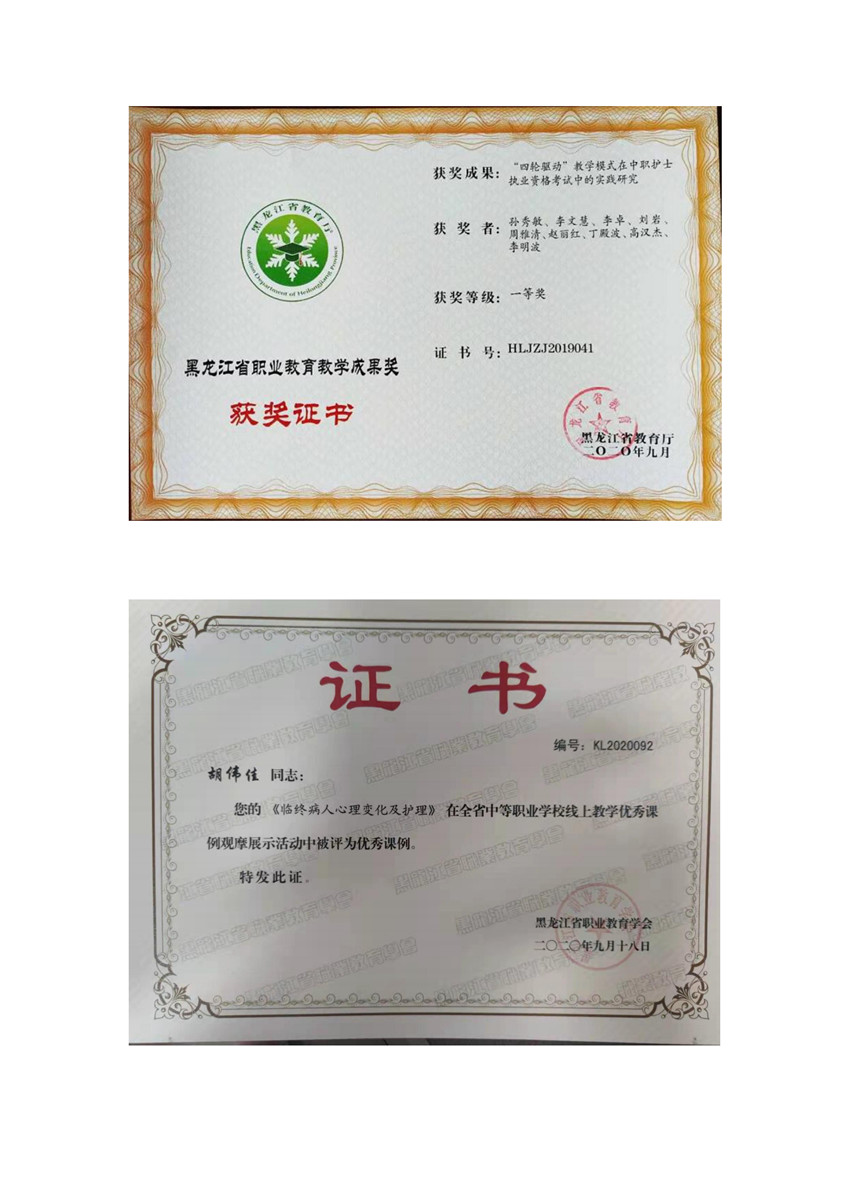 黑龙江省教育厅
Education Department of Heilongjiang Province
黑龙江省职业教育教学成果奖
获奖证书
获奖成果：“四轮驱动”教学模式在中职护士
执业资格考试中的实践研究
获奖者：孙秀敏、李文慧、李卓、刘岩、
周雅清、赵丽红、丁殿波、高汉杰、
李明波
获奖等级：一等奖
证书号：HLJZJ2019041
黑龙江省教育厅
二〇二〇年九月
证书
编号：KL2020092
胡伟佳 同志：
您的《临终病人心理变化及护理》在全省中等职业学校线上教学优秀课
例观摩展示活动中被评为优秀课例。
特发此证。
黑龙江省职业教育学会
二〇二〇年九月十八日